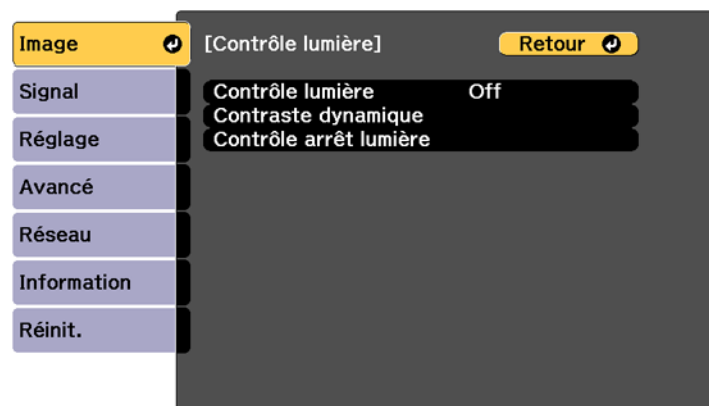 Image
[Contrôle lumière] Retour
Signal
Contrôle lumière Off
Contraste dynamique
Réglage
Contrôle arrêt lumière
Avancé
Réseau
Information
Réinit.